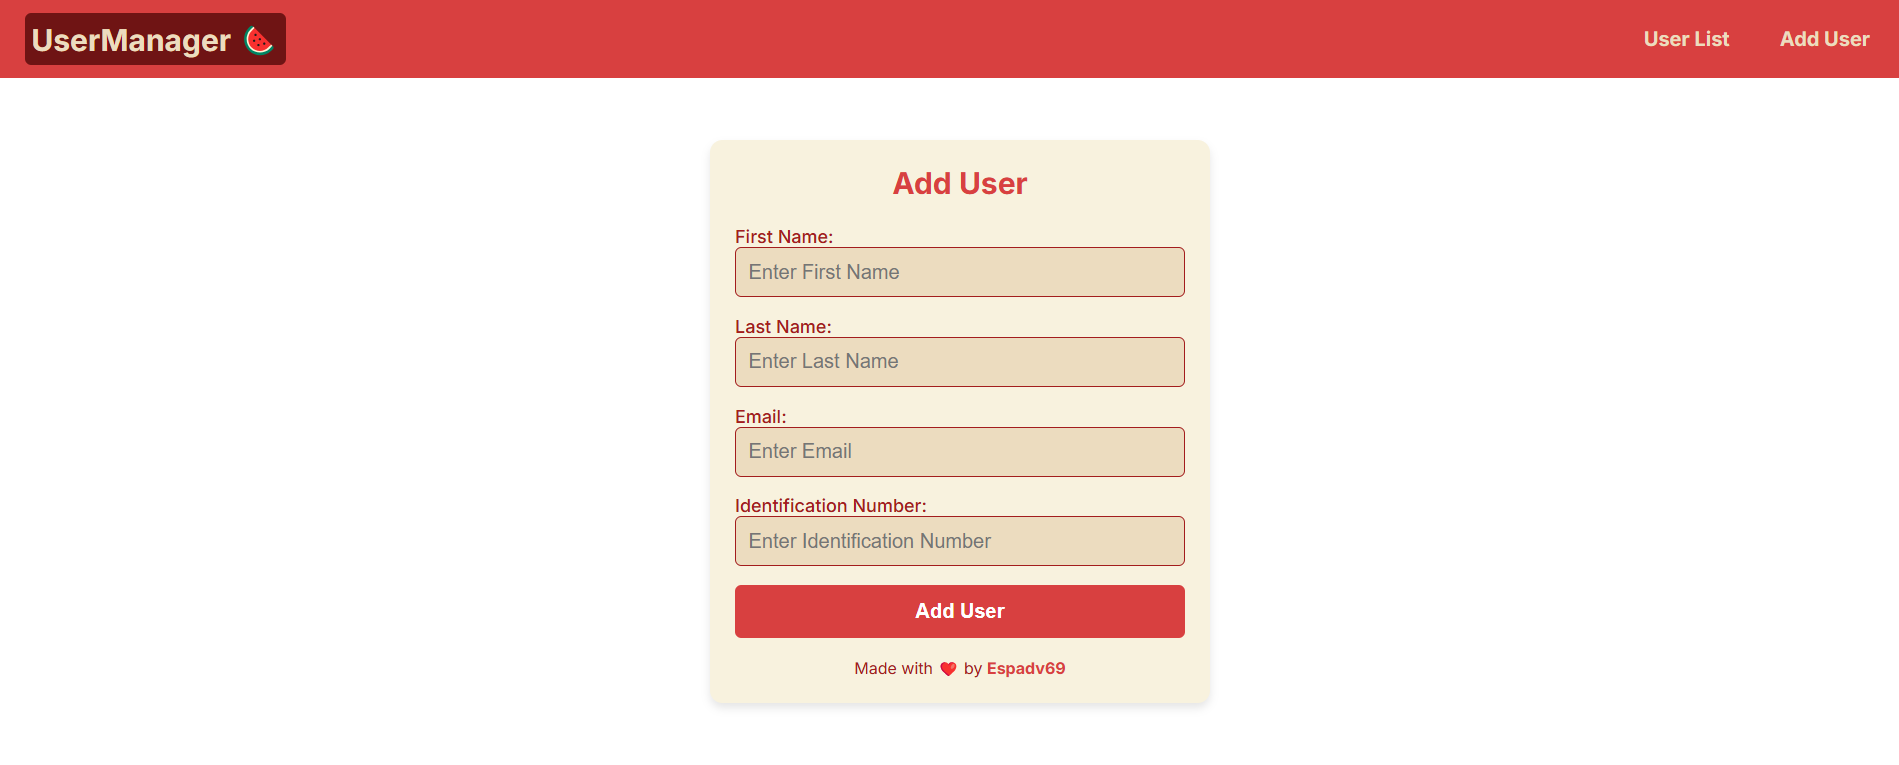 UserManager 🍉
User List
Add User
Add User
First Name:
Enter First Name
Last Name:
Enter Last Name
Email:
Enter Email
Identification Number:
Enter Identification Number
Add User
Made with ❤️ by Espadv69